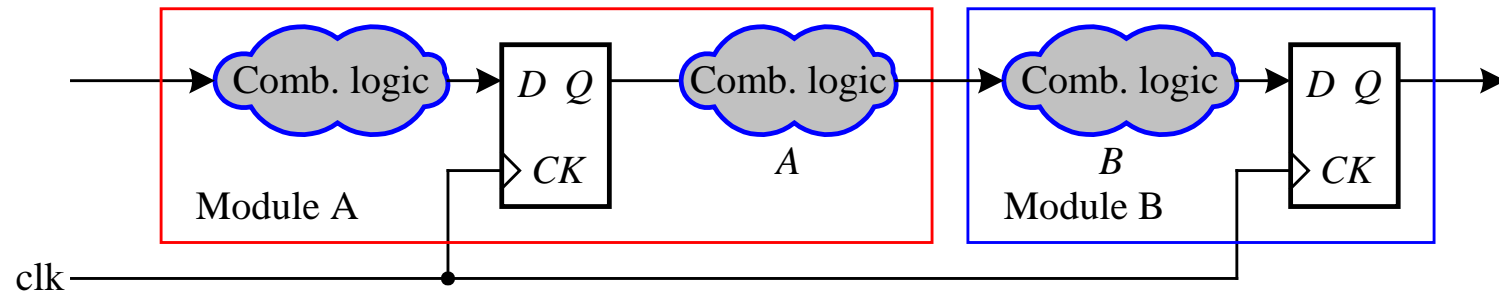 Comb. logic
D Q
CK
Comb. logic
A
Module A
Comb. logic
B
D Q
CK
Module B
clk